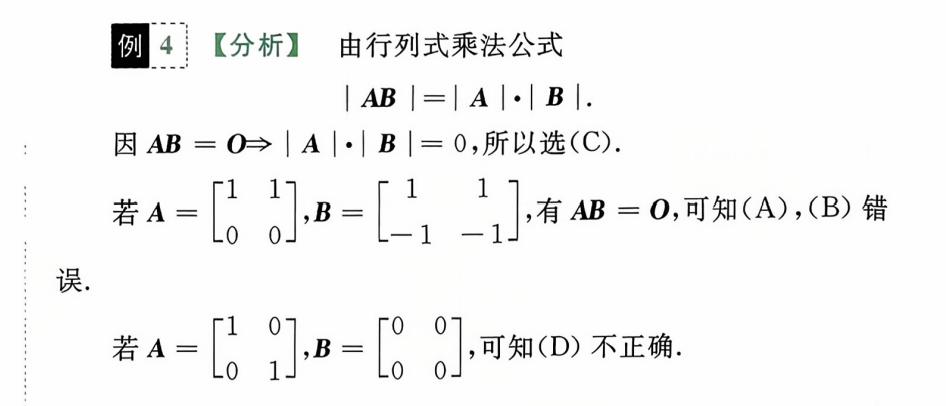 例 4 【分析】 由行列式乘法公式
| AB |=| A |·| B |.
因 AB = O⇒| A |·| B |= 0,所以选(C).
若 A = [1 1; 0 0], B = [1 1; -1 -1], 有 AB = O, 可知(A),(B) 错
误.
若 A = [1 0; 0 1], B = [0 0; 0 0], 可知(D) 不正确.